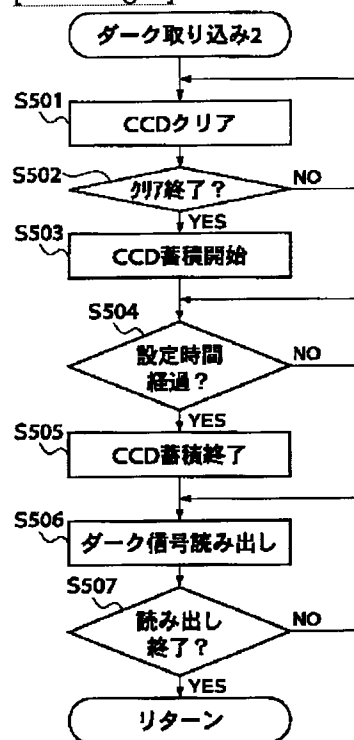 ダーク取り込み2
S501
CCDクリア
S502
クリア終了？
NO
YES
S503
CCD蓄積開始
S504
設定時間
経過？
NO
YES
S505
CCD蓄積終了
S506
ダーク信号読み出し
S507
読み出し
終了？
NO
YES
リターン